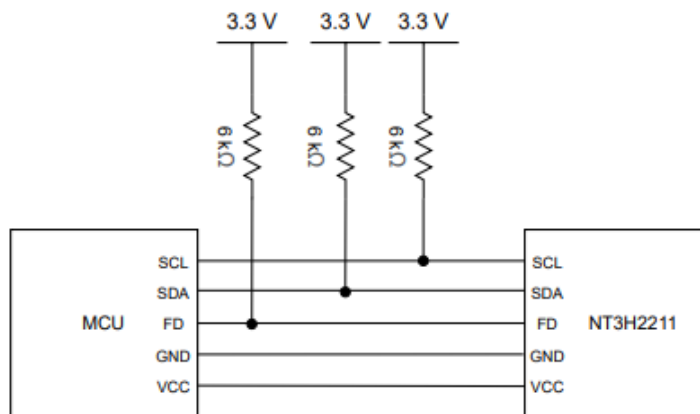 3.3 V 3.3 V 3.3 V
6 kΩ 6 kΩ 6 kΩ
SCL SCL
SDA SDA
MCU FD FD NT3H2211
GND GND
VCC VCC